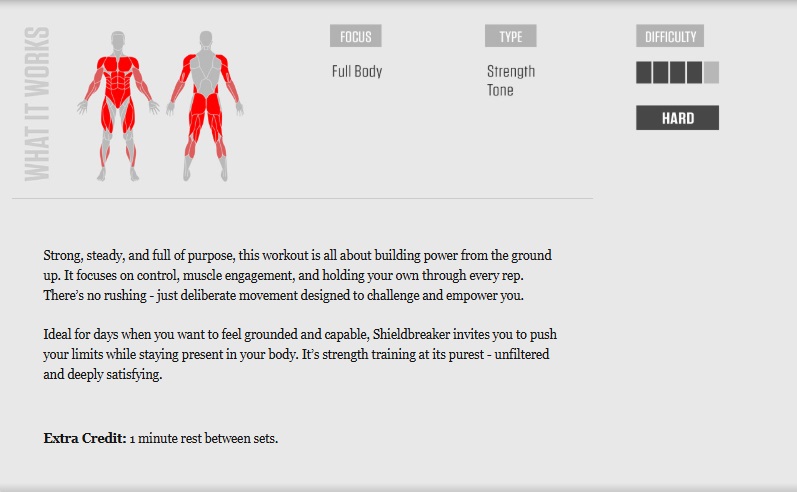 WHAT IT WORKS
FOCUS
Full Body
TYPE
Strength
Tone
DIFFICULTY
HARD
Strong, steady, and full of purpose, this workout is all about building power from the ground
up. It focuses on control, muscle engagement, and holding your own through every rep.
There's no rushing - just deliberate movement designed to challenge and empower you.
Ideal for days when you want to feel grounded and capable, Shieldbreaker invites you to push
your limits while staying present in your body. It's strength training at its purest - unfiltered
and deeply satisfying.
Extra Credit: 1 minute rest between sets.